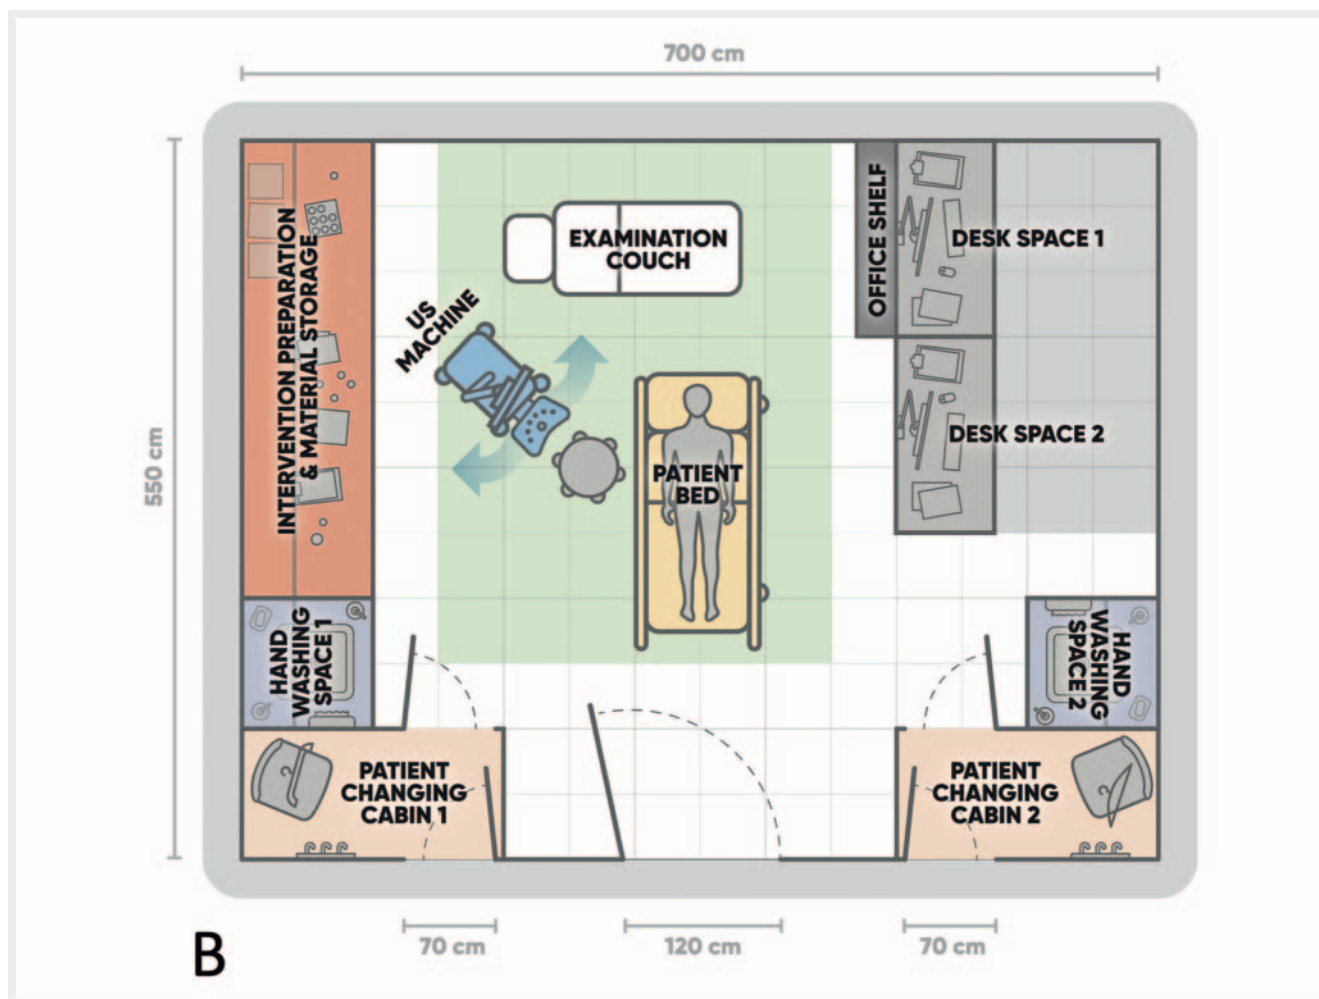 700 cm
550 cm
INTERVENTION PREPARATION
& MATERIAL STORAGE
EXAMINATION
COUCH
US
MACHINE
OFFICE SHELF
DESK SPACE 1
DESK SPACE 2
PATIENT
BED
HAND
WASHING
SPACE 1
HAND
WASHING
SPACE 2
PATIENT
CHANGING
CABIN 1
PATIENT
CHANGING
CABIN 2
70 cm
120 cm
70 cm
B